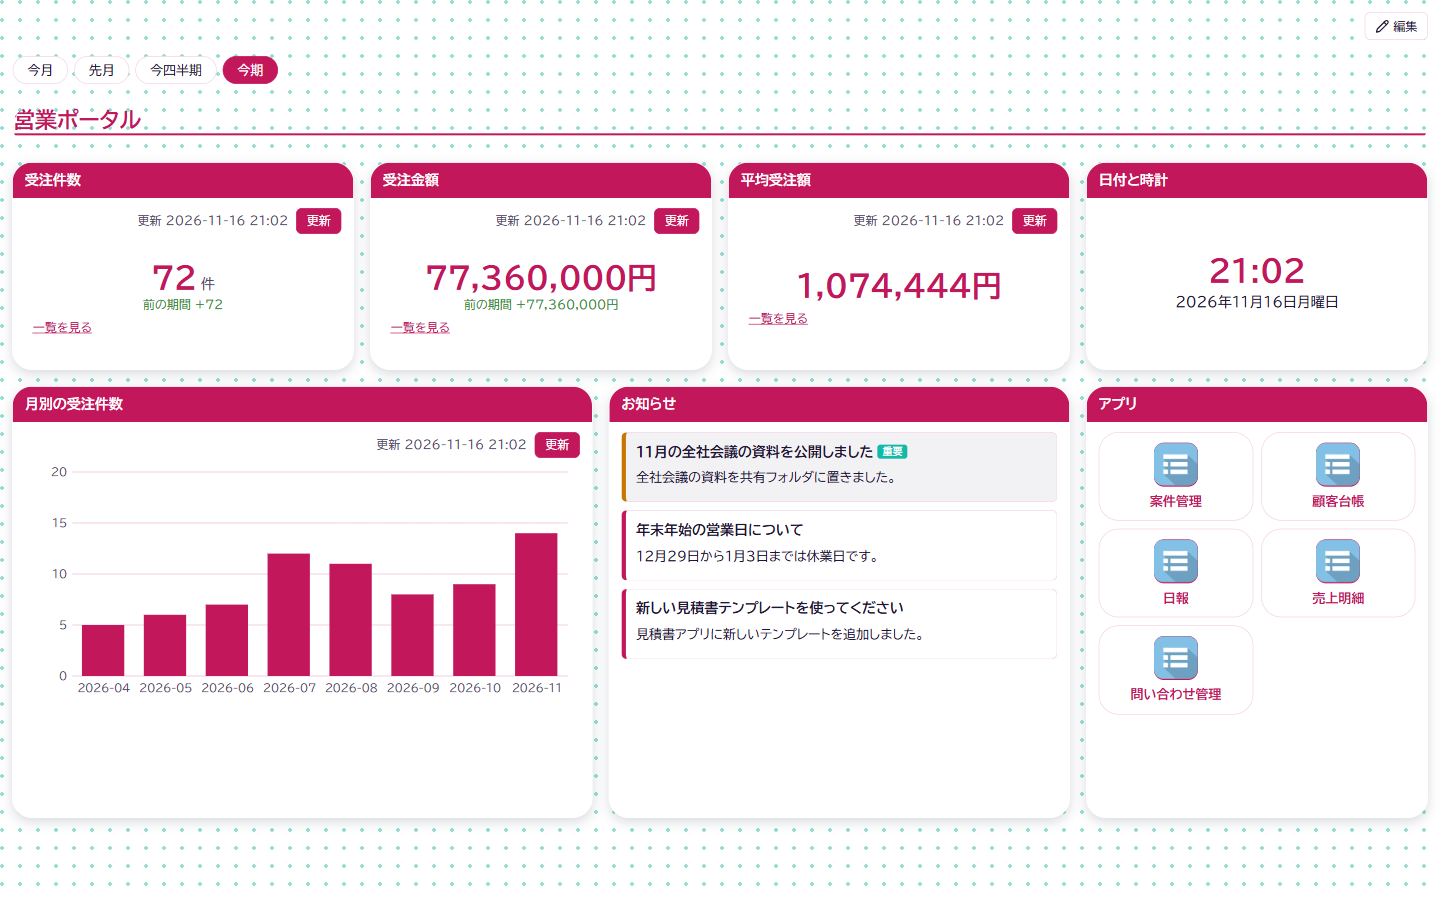 編集
今月 先月 今四半期 今期
営業ポータル
受注件数
更新 2026-11-16 21:02 更新
72 件
前の期間 +72
一覧を見る
受注金額
更新 2026-11-16 21:02 更新
77,360,000円
前の期間 +77,360,000円
一覧を見る
平均受注額
更新 2026-11-16 21:02 更新
1,074,444円
一覧を見る
日付と時計
21:02
2026年11月16日月曜日
月別の受注件数
更新 2026-11-16 21:02 更新
20
15
10
5
0
2026-04 2026-05 2026-06 2026-07 2026-08 2026-09 2026-10 2026-11
お知らせ
11月の全社会議の資料を公開しました 重要
全社会議の資料を共有フォルダに置きました。
年末年始の営業日について
12月29日から1月3日までは休業日です。
新しい見積書テンプレートを使ってください
見積書アプリに新しいテンプレートを追加しました。
アプリ
案件管理 顧客台帳
日報 売上明細
問い合わせ管理